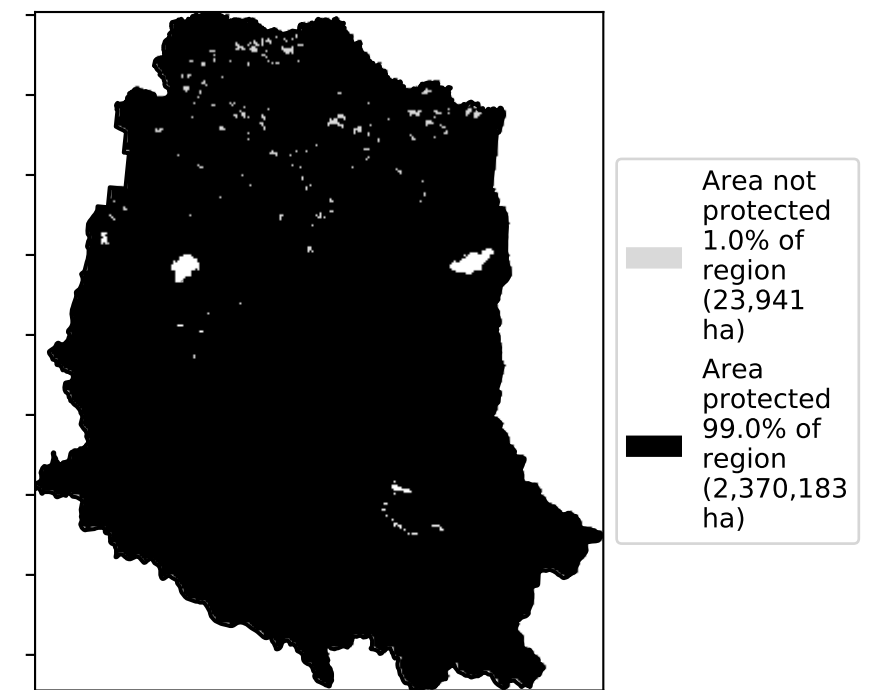 Area not
protected
1.0% of
region
(23,941
ha)
Area
protected
99.0% of
region
(2,370,183
ha)